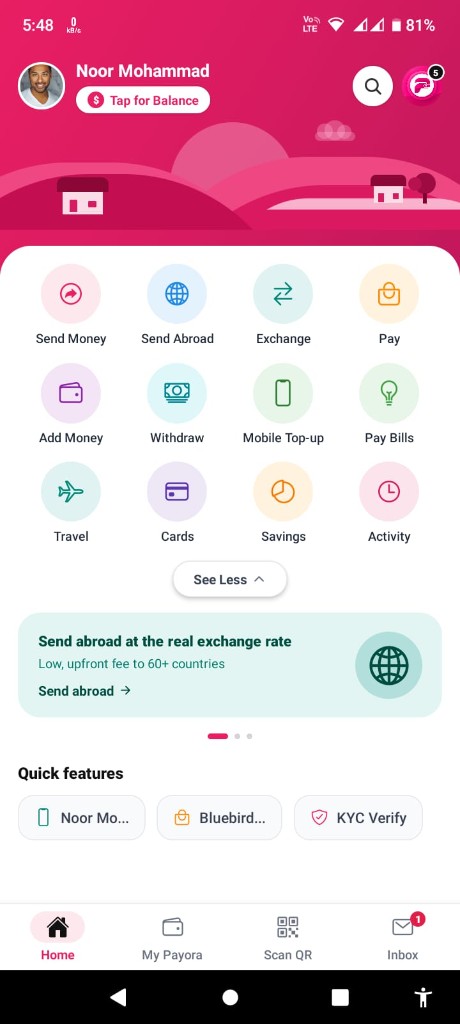 5:48 0 kB/s Vo LTE 81%
Noor Mohammad
$ Tap for Balance
5
Send Money Send Abroad Exchange Pay
Add Money Withdraw Mobile Top-up Pay Bills
Travel Cards Savings Activity
See Less
Send abroad at the real exchange rate
Low, upfront fee to 60+ countries
Send abroad →
Quick features
Noor Mo... Bluebird... KYC Verify
1
Home My Payora Scan QR Inbox